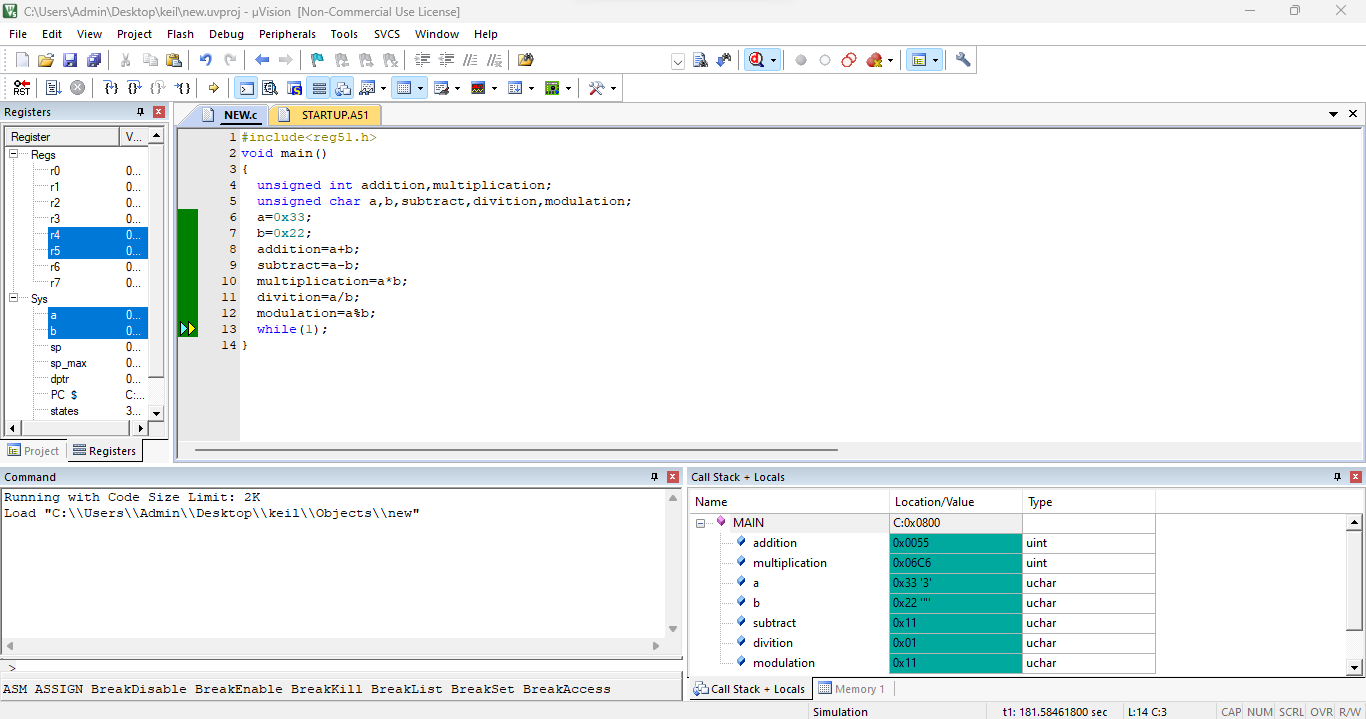 C:\Users\Admin\Desktop\keil\new.uvproj - µVision [Non-Commercial Use License]
File Edit View Project Flash Debug Peripherals Tools SVCS Window Help
RST
Registers
NEW.c STARTUP.A51
Register V...
Regs
r0 0...
r1 0...
r2 0...
r3 0...
r4 0...
r5 0...
r6 0...
r7 0...
Sys
a 0...
b 0...
sp 0...
sp_max 0...
dptr 0...
PC $ C:...
states 3...
Project Registers
1 #include<reg51.h>
2 void main()
3 {
4 unsigned int addition,multiplication;
5 unsigned char a,b,subtract,divition,modulation;
6 a=0x33;
7 b=0x22;
8 addition=a+b;
9 subtract=a-b;
10 multiplication=a*b;
11 divition=a/b;
12 modulation=a%b;
13 while(1);
14 }
Command
Running with Code Size Limit: 2K
Load "C:\\Users\\Admin\\Desktop\\keil\\Objects\\new"
>
ASM ASSIGN BreakDisable BreakEnable BreakKill BreakList BreakSet BreakAccess
Call Stack + Locals
Name Location/Value Type
MAIN C:0x0800
addition 0x0055 uint
multiplication 0x06C6 uint
a 0x33 '3' uchar
b 0x22 '"' uchar
subtract 0x11 uchar
divition 0x01 uchar
modulation 0x11 uchar
Call Stack + Locals Memory 1
Simulation t1: 181.58461800 sec L:14 C:3 CAP NUM SCRL OVR R/W